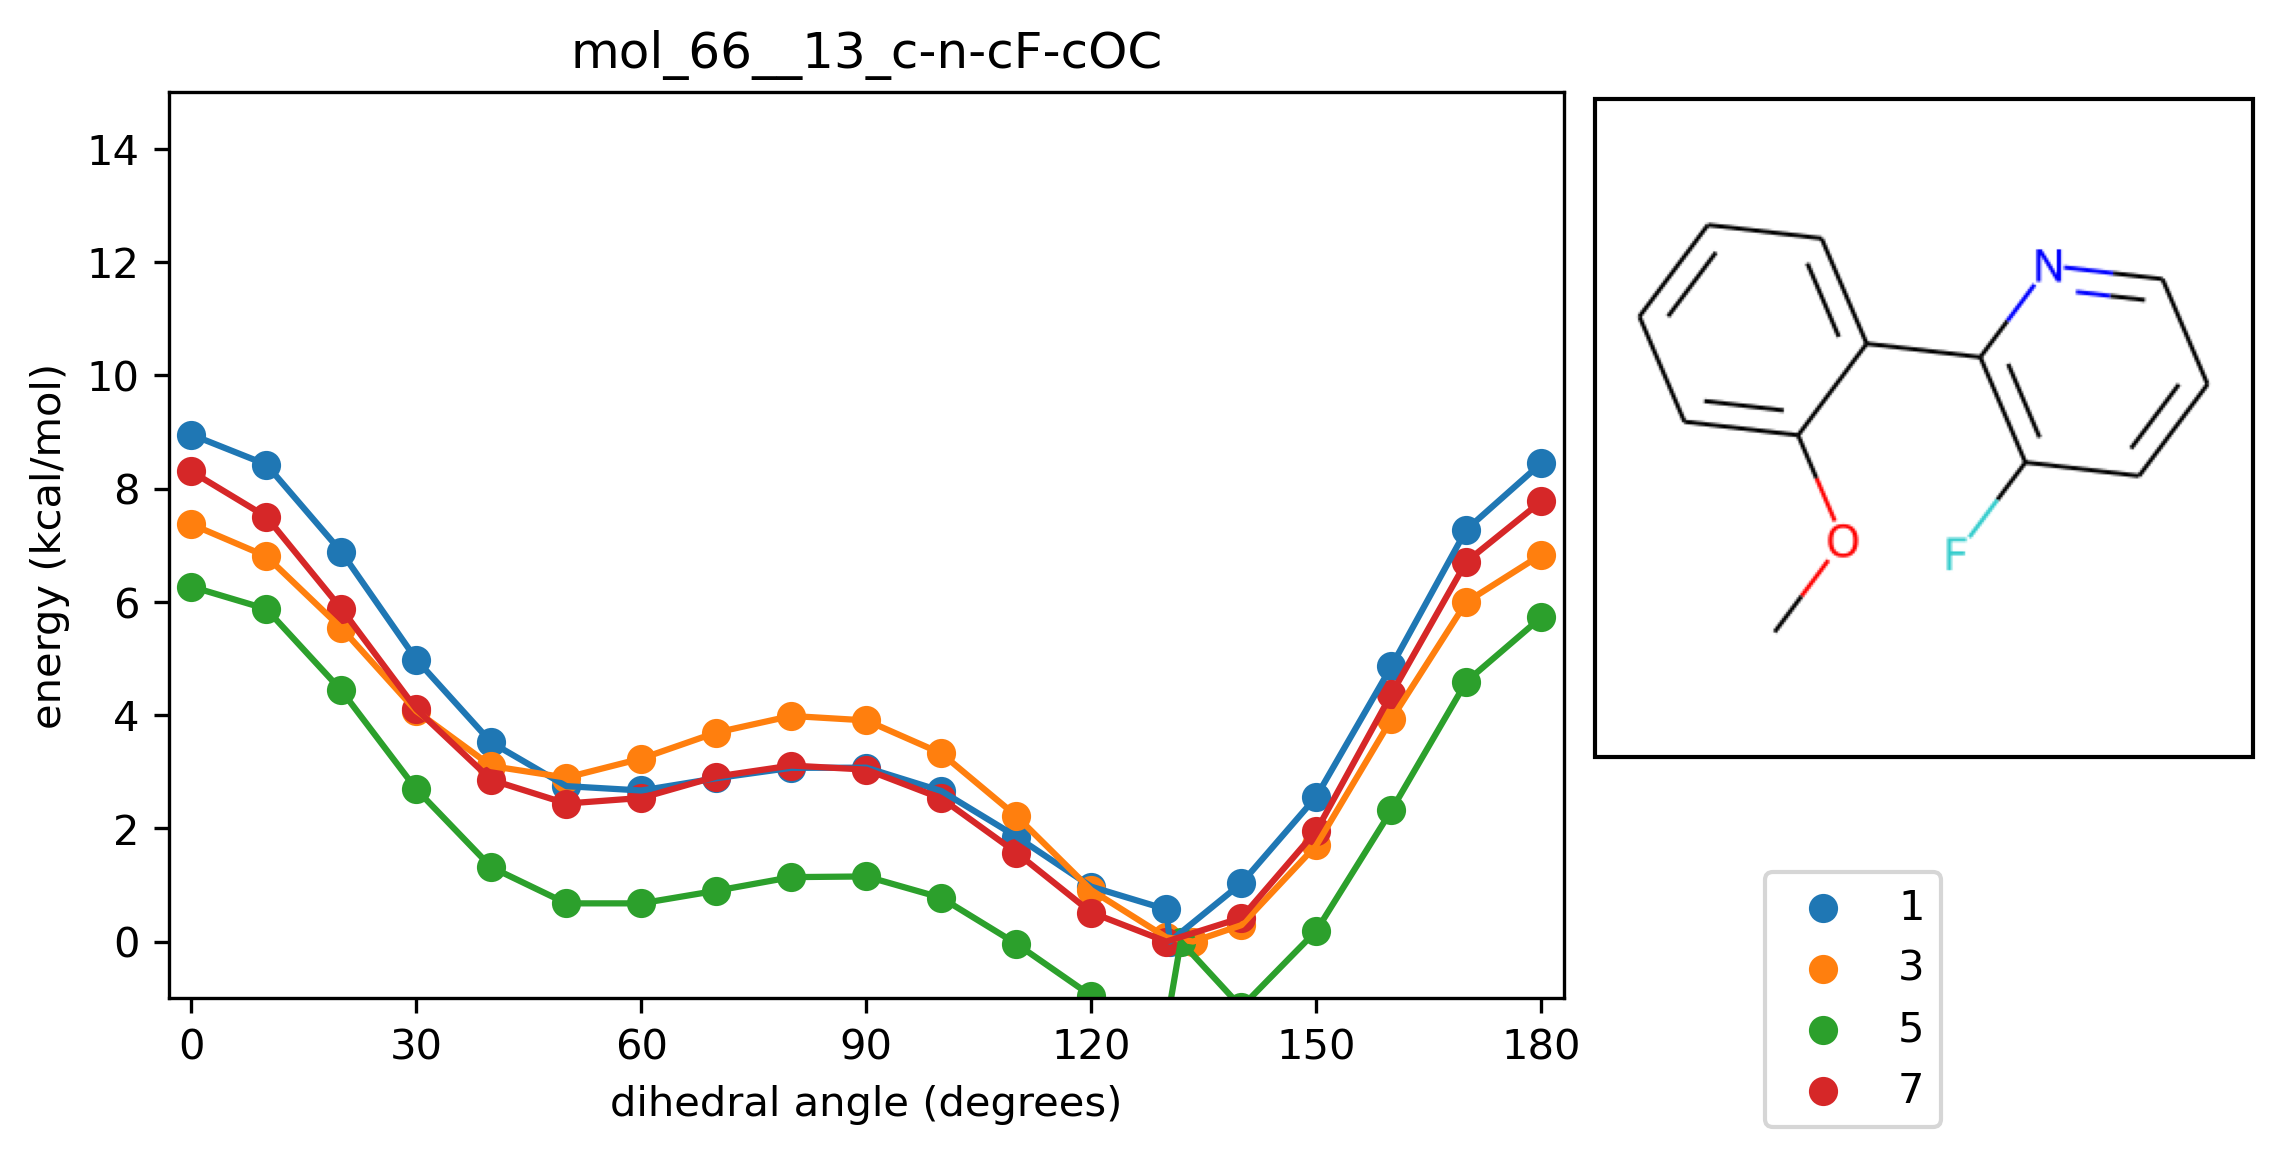 mol_66__13_c-n-cF-cOC
energy (kcal/mol)
14
12
10
8
6
4
2
0
0 30 60 90 120 150 180
dihedral angle (degrees)
N
O
F
1
3
5
7